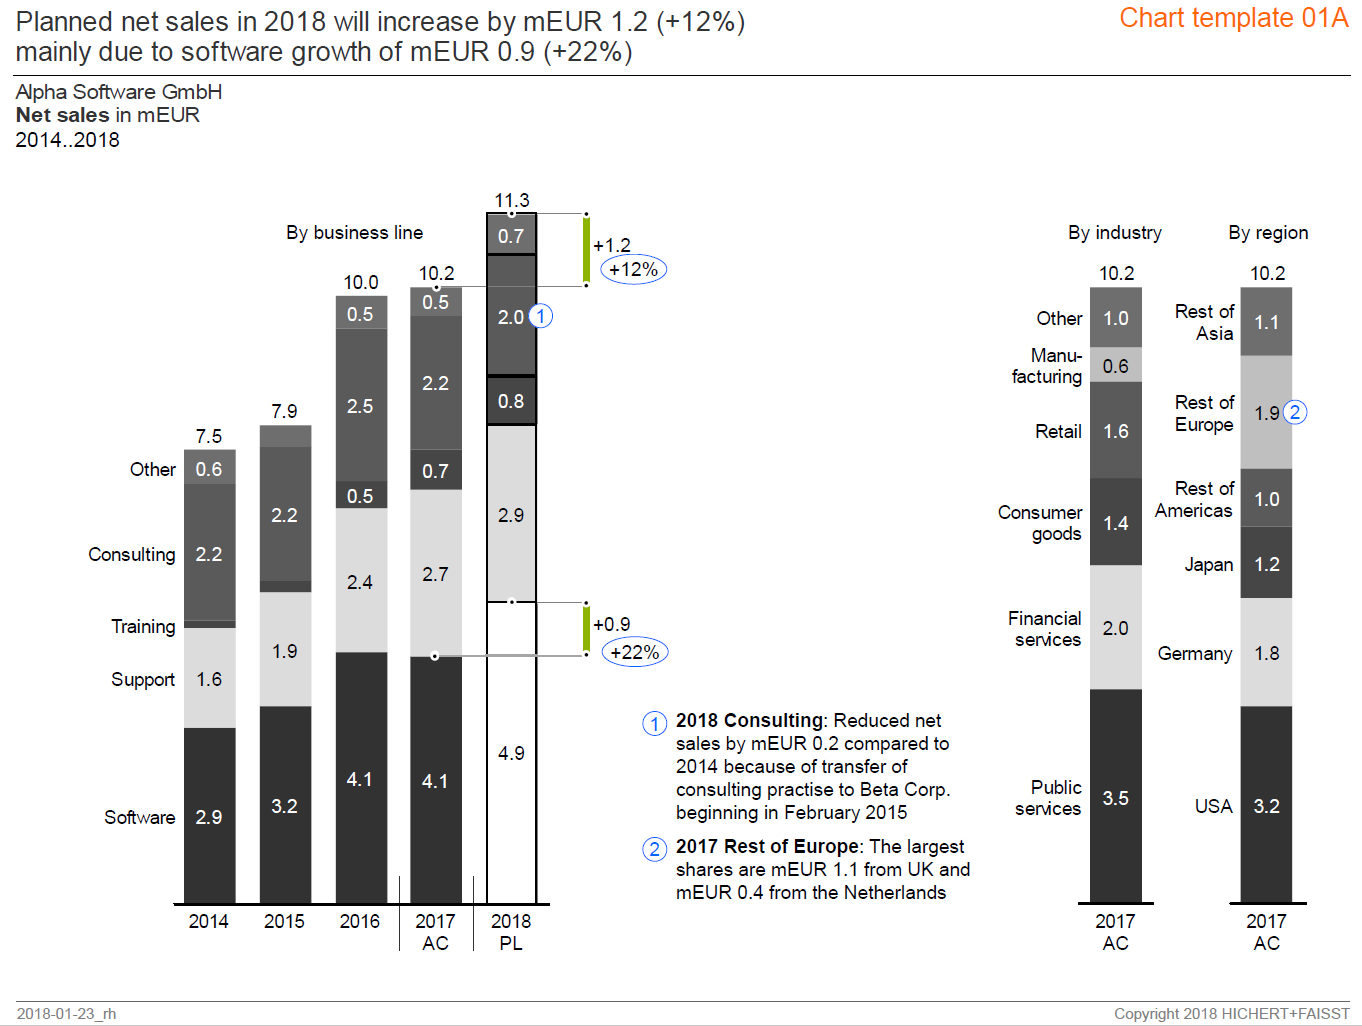 Planned net sales in 2018 will increase by mEUR 1.2 (+12%)
mainly due to software growth of mEUR 0.9 (+22%)
Chart template 01A
Alpha Software GmbH
Net sales in mEUR
2014..2018
By business line
7.5
7.9
10.0
10.2
11.3
Other
0.6
0.5
0.5
0.7
Consulting
2.2
2.2
2.5
2.2
2.0
1
Training
0.5
0.7
0.8
Support
1.6
1.9
2.4
2.7
2.9
Software
2.9
3.2
4.1
4.1
4.9
+1.2
+12%
+0.9
+22%
2014
2015
2016
2017
AC
2018
PL
1 2018 Consulting: Reduced net
sales by mEUR 0.2 compared to
2014 because of transfer of
consulting practise to Beta Corp.
beginning in February 2015
2 2017 Rest of Europe: The largest
shares are mEUR 1.1 from UK and
mEUR 0.4 from the Netherlands
By industry
10.2
Other
1.0
Manu-
facturing
0.6
Retail
1.6
Consumer
goods
1.4
Financial
services
2.0
Public
services
3.5
2017
AC
By region
10.2
Rest of
Asia
1.1
Rest of
Europe
1.9
2
Rest of
Americas
1.0
Japan
1.2
Germany
1.8
USA
3.2
2017
AC
2018-01-23_rh
Copyright 2018 HICHERT+FAISST